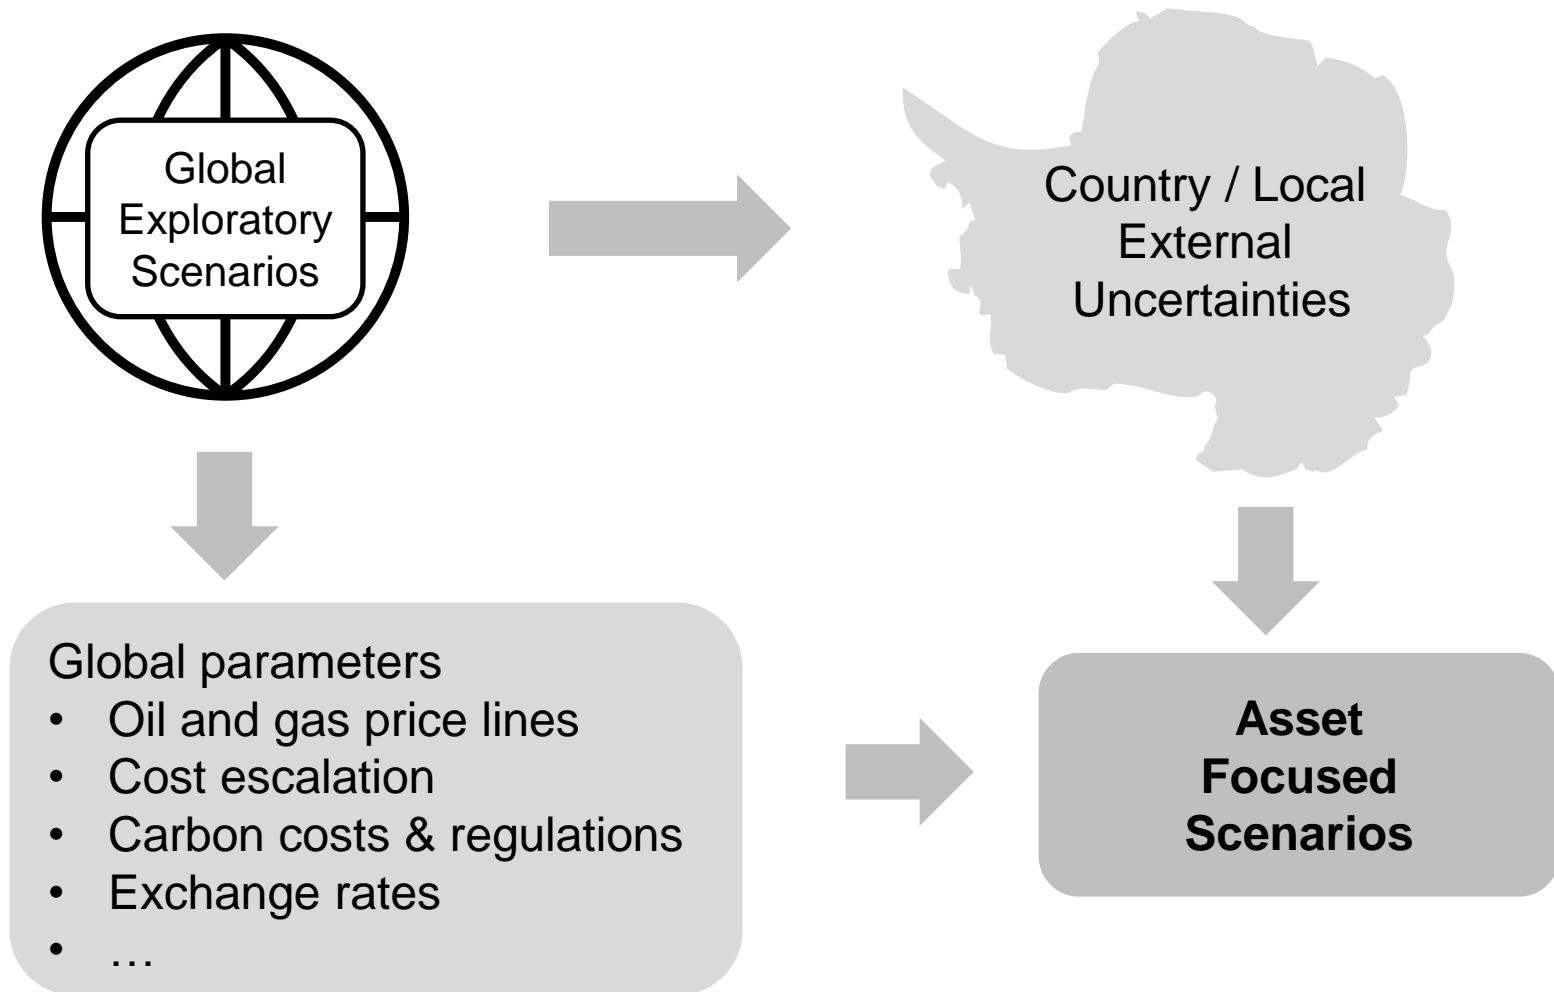 Global
Exploratory
Scenarios
Country / Local
External
Uncertainties
Global parameters
• Oil and gas price lines
• Cost escalation
• Carbon costs & regulations
• Exchange rates
• …
Asset
Focused
Scenarios